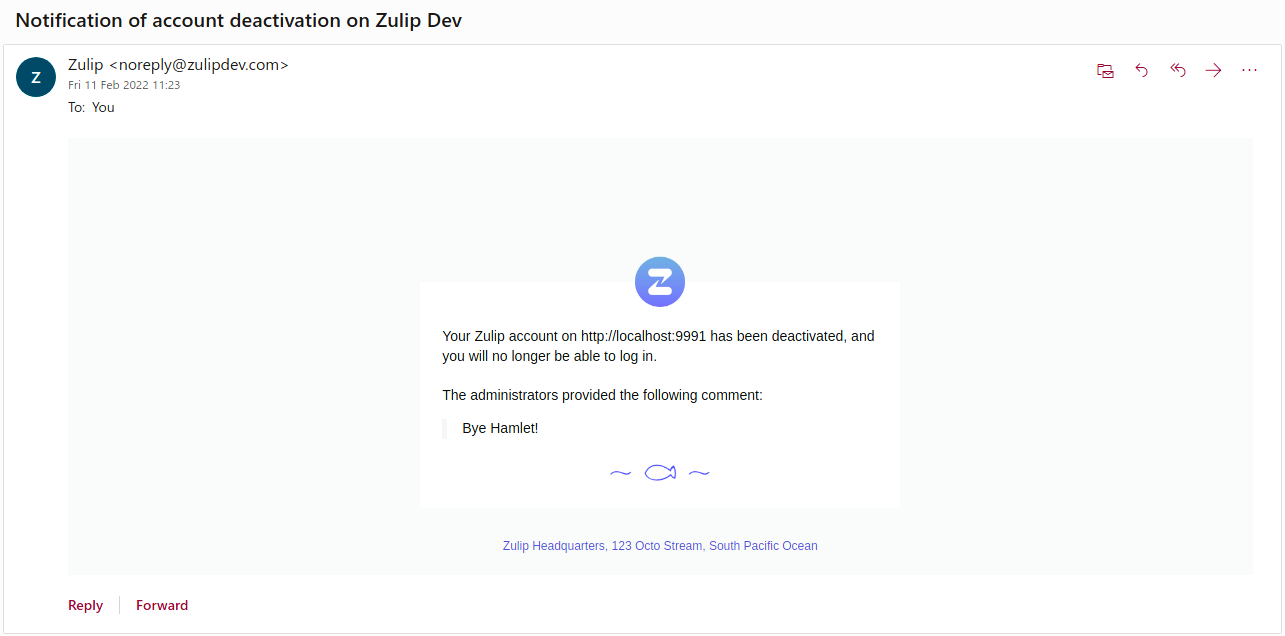 Notification of account deactivation on Zulip Dev
Z
Zulip <noreply@zulipdev.com>
Fri 11 Feb 2022 11:23
To: You
Z
Your Zulip account on http://localhost:9991 has been deactivated, and
you will no longer be able to log in.
The administrators provided the following comment:
Bye Hamlet!
Zulip Headquarters, 123 Octo Stream, South Pacific Ocean
Reply
Forward